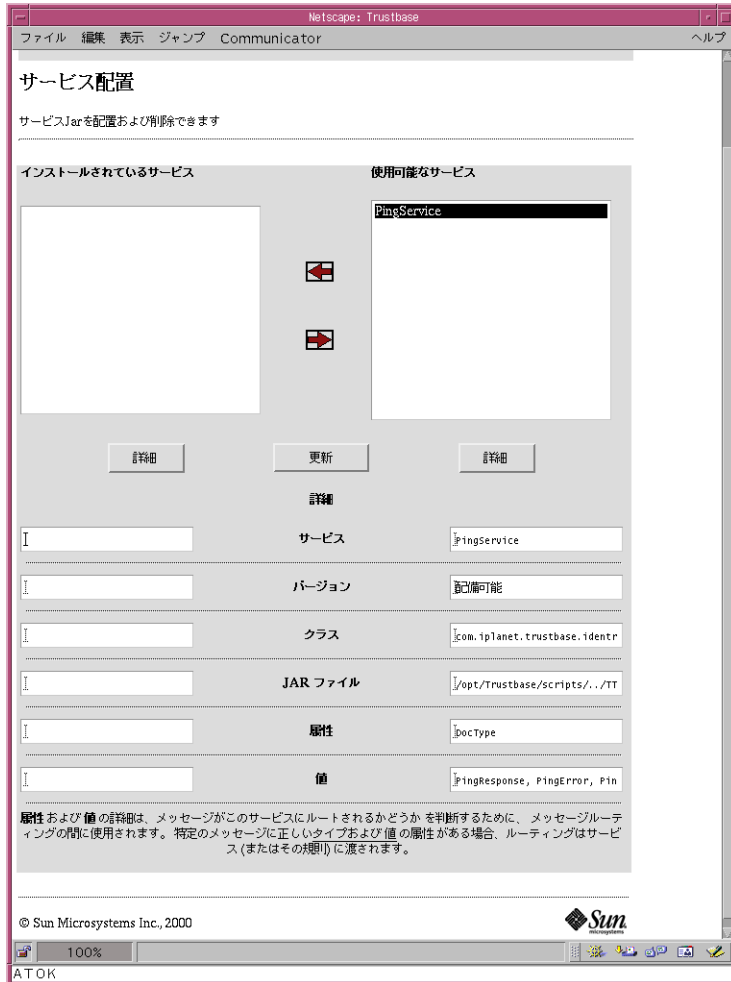 Netscape: Trustbase
ファイル 編集 表示 ジャンプ Communicator ヘルプ
サービス配置
サービスJarを配置および削除できます
インストールされているサービス 使用可能なサービス
PingService
詳細 更新 詳細
詳細
サービス PingService
バージョン 配備可能
クラス com.iplanet.trustbase.identr
JAR ファイル /opt/Trustbase/scripts/../TT
属性 DocType
値 PingResponse, PingError, Pin
属性 および 値 の詳細は、メッセージがこのサービスにルートされるかどうか を判断するために、 メッセージルーテ
ィングの間に使用されます。 特定のメッセージに正しいタイプおよび 値 の属性 がある場合、ルーティングはサービ
ス (またはその規則) に渡されます。
© Sun Microsystems Inc., 2000
Sun
microsystems
100%
ATOK